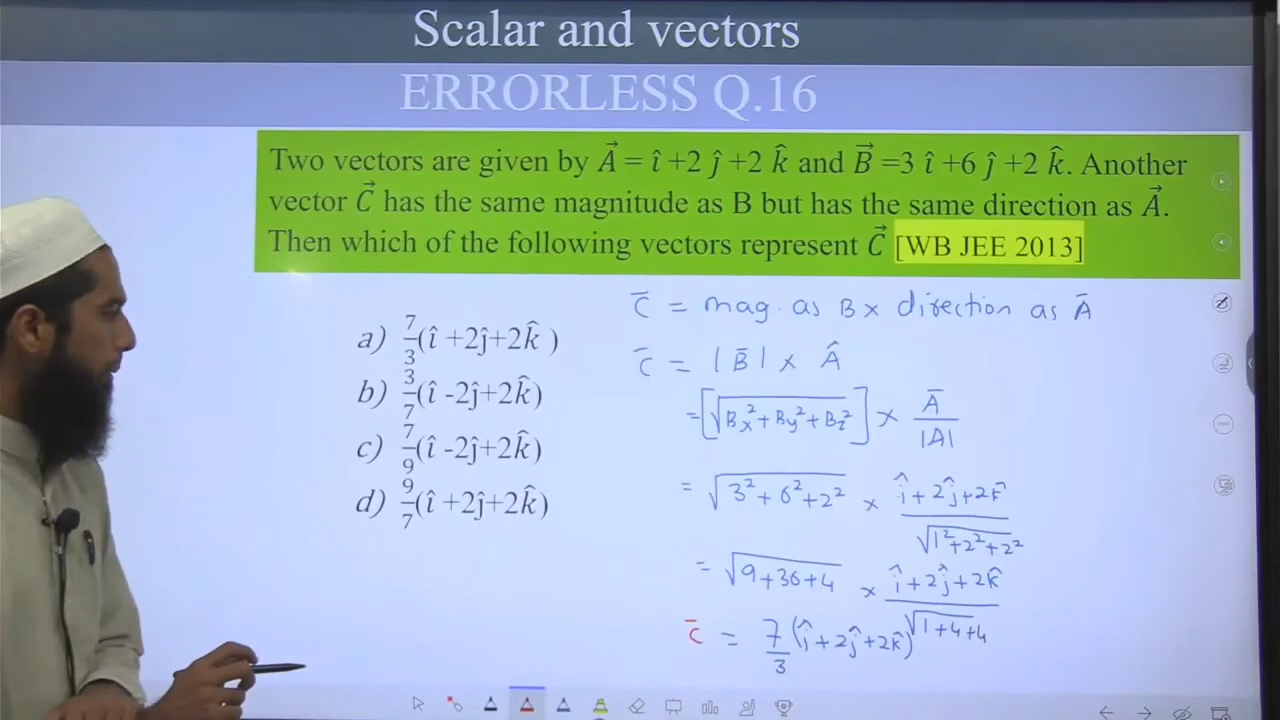 Scalar and vectors
ERRORLESS Q.16
Two vectors are given by A⃗ = î +2 ĵ +2 k̂ and B⃗ =3 î +6 ĵ +2 k̂. Another
vector C⃗ has the same magnitude as B but has the same direction as A⃗.
Then which of the following vectors represent C⃗ [WB JEE 2013]
a) 7/3(î +2ĵ+2k̂ )
b) 3/7(î -2ĵ+2k̂)
c) 7/9(î -2ĵ+2k̂)
d) 9/7(î +2ĵ+2k̂)
C̄ = mag. as B x direction as Ā
C̄ = |B̄| x Â
=[√(Bx²+By²+Bz²)] x Ā/|A|
= √(3²+6²+2²) x (î+2ĵ+2k̂)/√(1²+2²+2²)
= √(9+36+4) x (î+2ĵ+2k̂)/√(1+4+4)
C̄ = 7/3(î+2ĵ+2k̂)